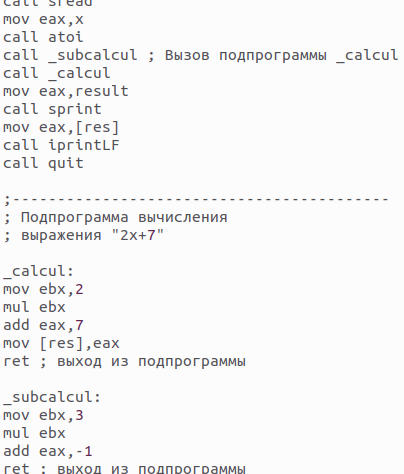 call sread
mov eax,x
call atoi
call _subcalcul ; Вызов подпрограммы _calcul
call _calcul
mov eax,result
call sprint
mov eax,[res]
call iprintLF
call quit
;------------------------------------------
; Подпрограмма вычисления
; выражения "2x+7"
_calcul:
mov ebx,2
mul ebx
add eax,7
mov [res],eax
ret ; выход из подпрограммы
_subcalcul:
mov ebx,3
mul ebx
add eax,-1
ret ; выход из подпрограммы